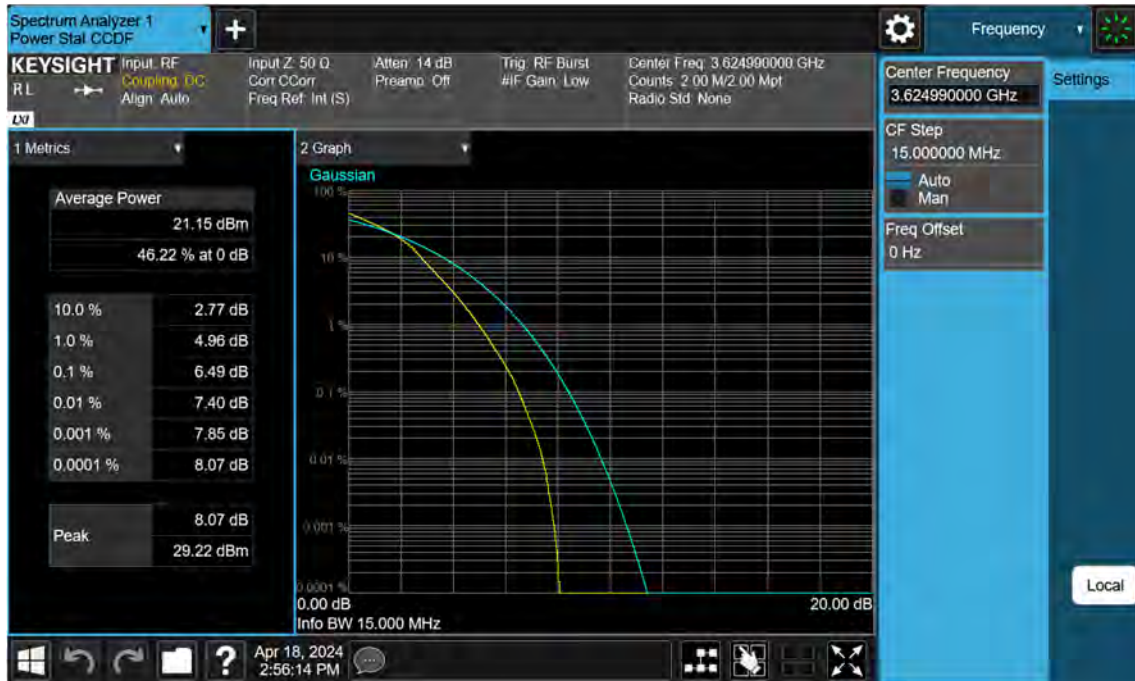 Spectrum Analyzer 1
Power Stat CCDF
Frequency
KEYSIGHT
R L
LXI
Input: RF
Coupling: DC
Align: Auto
Input Z: 50 Ω
Corr CCorr
Freq Ref: Int (S)
Atten: 14 dB
Preamp: Off
Trig: RF Burst
#IF Gain: Low
Center Freq: 3.624990000 GHz
Counts: 2.00 M/2.00 Mpt
Radio Std: None
Center Frequency
3.624990000 GHz
Settings
CF Step
15.000000 MHz
Auto
Man
Freq Offset
0 Hz
1 Metrics
Average Power
21.15 dBm
46.22 % at 0 dB
10.0 % 2.77 dB
1.0 % 4.96 dB
0.1 % 6.49 dB
0.01 % 7.40 dB
0.001 % 7.85 dB
0.0001 % 8.07 dB
Peak
8.07 dB
29.22 dBm
2 Graph
Gaussian
100 %
10 %
1 %
0.1 %
0.01 %
0.001 %
0.0001 %
0.00 dB 20.00 dB
Info BW 15.000 MHz
Local
?
Apr 18, 2024
2:56:14 PM